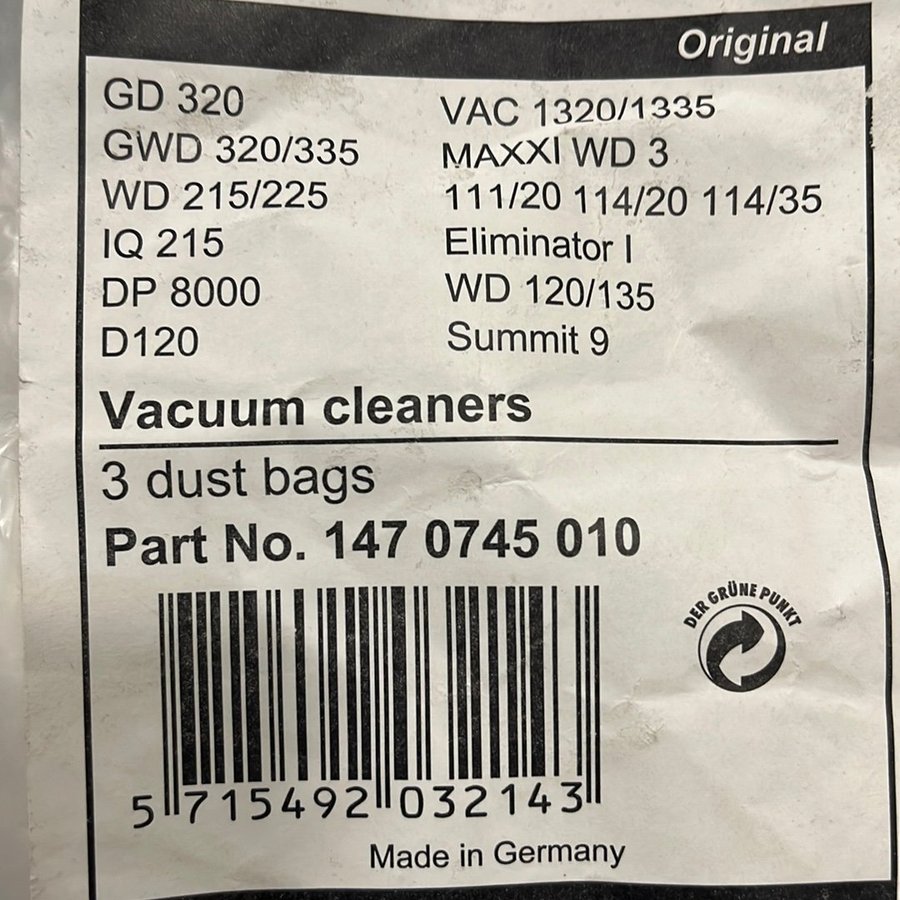 Original
GD 320
GWD 320/335
WD 215/225
IQ 215
DP 8000
D120
VAC 1320/1335
MAXXI WD 3
111/20 114/20 114/35
Eliminator I
WD 120/135
Summit 9
Vacuum cleaners
3 dust bags
Part No. 147 0745 010
DER GRÜNE PUNKT
5 715492 032143
Made in Germany